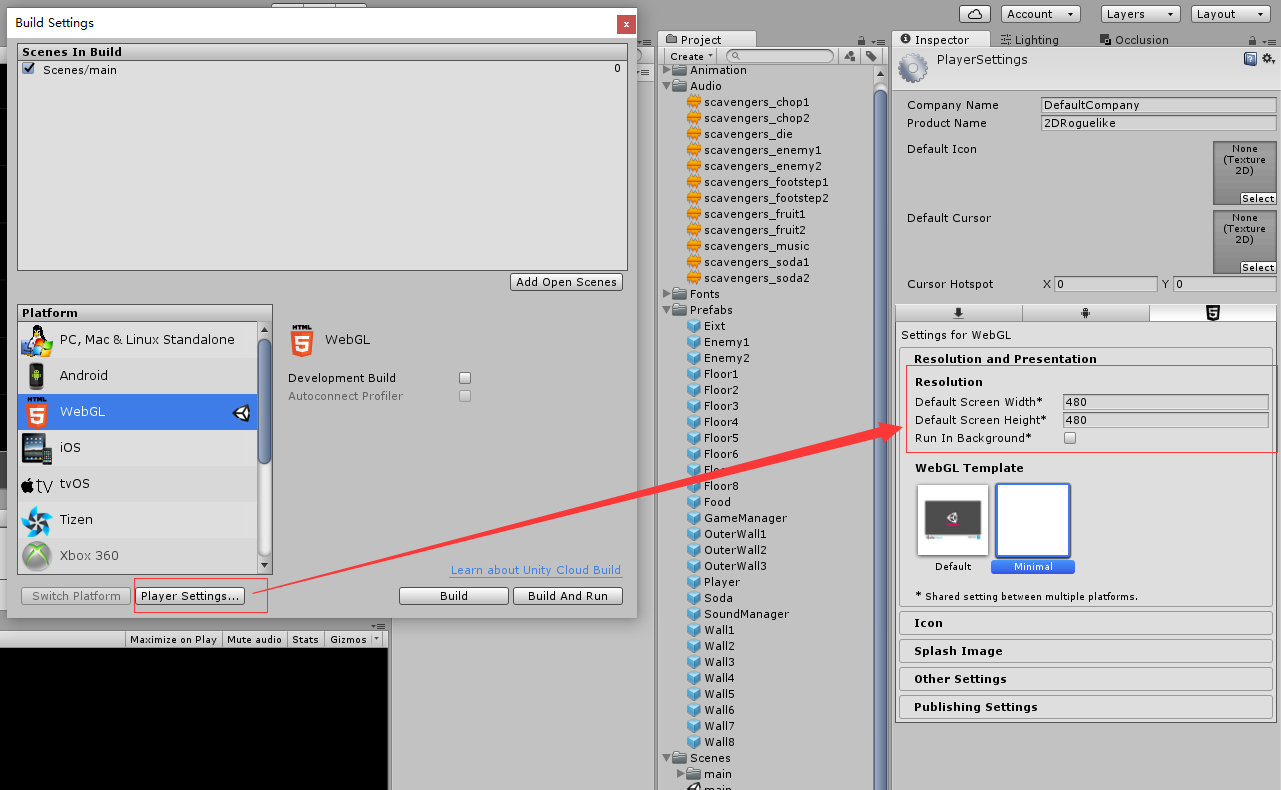 Build Settings
x
Scenes In Build
Scenes/main
0
Add Open Scenes
Platform
PC, Mac & Linux Standalone
Android
HTML
WebGL
iOS
tvOS
Tizen
Xbox 360
HTML
WebGL
Development Build
Autoconnect Profiler
Learn about Unity Cloud Build
Switch Platform
Player Settings...
Build
Build And Run
Maximize on Play
Mute audio
Stats
Gizmos
Project
Create
Animation
Audio
scavengers_chop1
scavengers_chop2
scavengers_die
scavengers_enemy1
scavengers_enemy2
scavengers_footstep1
scavengers_footstep2
scavengers_fruit1
scavengers_fruit2
scavengers_music
scavengers_soda1
scavengers_soda2
Fonts
Prefabs
Eixt
Enemy1
Enemy2
Floor1
Floor2
Floor3
Floor4
Floor5
Floor6
Floor8
Food
GameManager
OuterWall1
OuterWall2
OuterWall3
Player
Soda
SoundManager
Wall1
Wall2
Wall3
Wall4
Wall5
Wall6
Wall7
Wall8
Scenes
main
main
Account
Layers
Layout
Inspector
Lighting
Occlusion
PlayerSettings
Company Name
DefaultCompany
Product Name
2DRoguelike
Default Icon
None
(Texture
2D)
Select
Default Cursor
None
(Texture
2D)
Select
Cursor Hotspot
X 0
Y 0
Settings for WebGL
Resolution and Presentation
Resolution
Default Screen Width*
480
Default Screen Height*
480
Run In Background*
WebGL Template
Default
Minimal
* Shared setting between multiple platforms.
Icon
Splash Image
Other Settings
Publishing Settings